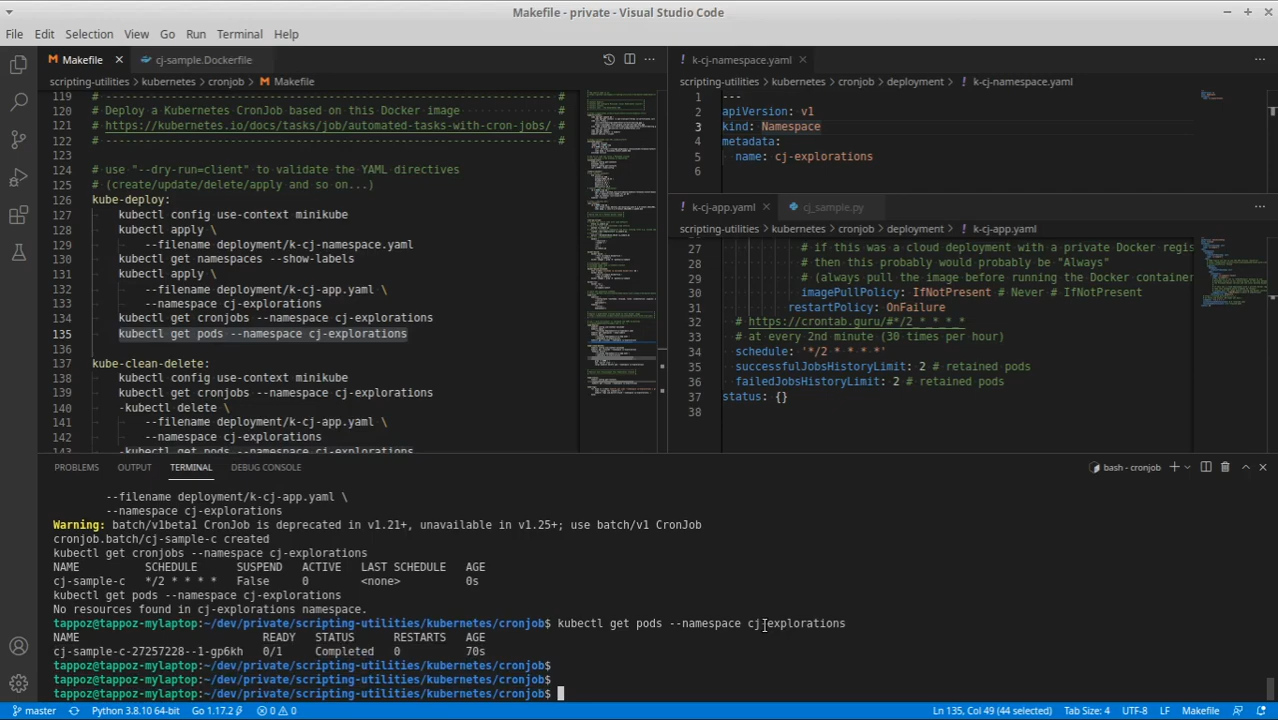 Makefile - private - Visual Studio Code
File Edit Selection View Go Run Terminal Help
Makefile
cj-sample.Dockerfile
scripting-utilities > kubernetes > cronjob > Makefile
119 # ---------------------------------------------------------- #
120 # Deploy a Kubernetes CronJob based on this Docker image #
121 # https://kubernetes.io/docs/tasks/job/automated-tasks-with-cron-jobs/ #
122 # ---------------------------------------------------------- #
123
124 # use "--dry-run=client" to validate the YAML directives
125 # (create/update/delete/apply and so on...)
126 kube-deploy:
127 kubectl config use-context minikube
128 kubectl apply \
129 --filename deployment/k-cj-namespace.yaml
130 kubectl get namespaces --show-labels
131 kubectl apply \
132 --filename deployment/k-cj-app.yaml \
133 --namespace cj-explorations
134 kubectl get cronjobs --namespace cj-explorations
135 kubectl get pods --namespace cj-explorations
136
137 kube-clean-delete:
138 kubectl config use-context minikube
139 kubectl get cronjobs --namespace cj-explorations
140 -kubectl delete \
141 --filename deployment/k-cj-app.yaml \
142 --namespace cj-explorations
143 -kubectl get pods --namespace cj-explorations
k-cj-namespace.yaml
scripting-utilities > kubernetes > cronjob > deployment > k-cj-namespace.yaml
1 ---
2 apiVersion: v1
3 kind: Namespace
4 metadata:
5 name: cj-explorations
6
k-cj-app.yaml
cj_sample.py
scripting-utilities > kubernetes > cronjob > deployment > k-cj-app.yaml
27 # if this was a cloud deployment with a private Docker regis
28 # then this probably would probably be "Always"
29 # (always pull the image before running the Docker container
30 imagePullPolicy: IfNotPresent # Never # IfNotPresent
31 restartPolicy: OnFailure
32 # https://crontab.guru/#*/2_*_*_*_*
33 # at every 2nd minute (30 times per hour)
34 schedule: '*/2 * * * *'
35 successfulJobsHistoryLimit: 2 # retained pods
36 failedJobsHistoryLimit: 2 # retained pods
37 status: {}
38
PROBLEMS OUTPUT TERMINAL DEBUG CONSOLE
bash - cronjob
--filename deployment/k-cj-app.yaml \
--namespace cj-explorations
Warning: batch/v1beta1 CronJob is deprecated in v1.21+, unavailable in v1.25+; use batch/v1 CronJob
cronjob.batch/cj-sample-c created
kubectl get cronjobs --namespace cj-explorations
NAME SCHEDULE SUSPEND ACTIVE LAST SCHEDULE AGE
cj-sample-c */2 * * * * False 0 <none> 0s
kubectl get pods --namespace cj-explorations
No resources found in cj-explorations namespace.
tappoz@tappoz-mylaptop:~/dev/private/scripting-utilities/kubernetes/cronjob$ kubectl get pods --namespace cj-explorations
NAME READY STATUS RESTARTS AGE
cj-sample-c-27257228--1-gp6kh 0/1 Completed 0 70s
tappoz@tappoz-mylaptop:~/dev/private/scripting-utilities/kubernetes/cronjob$
tappoz@tappoz-mylaptop:~/dev/private/scripting-utilities/kubernetes/cronjob$
tappoz@tappoz-mylaptop:~/dev/private/scripting-utilities/kubernetes/cronjob$
master Python 3.8.10 64-bit Go 1.17.2 0 0 Ln 135, Col 49 (44 selected) Tab Size: 4 UTF-8 LF Makefile